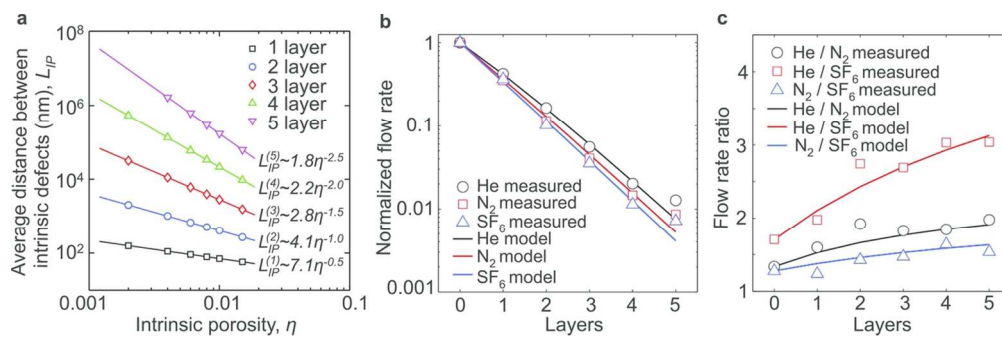 a
Average distance between
intrinsic defects (nm), L_IP
10^8
10^6
10^4
10^2
0.001
0.01
0.1
Intrinsic porosity, η
1 layer
2 layer
3 layer
4 layer
5 layer
L_IP^(5)~1.8η^-2.5
L_IP^(4)~2.2η^-2.0
L_IP^(3)~2.8η^-1.5
L_IP^(2)~4.1η^-1.0
L_IP^(1)~7.1η^-0.5
b
Normalized flow rate
1
0.1
0.01
0.001
He measured
N2 measured
SF6 measured
He model
N2 model
SF6 model
0 1 2 3 4 5
Layers
c
Flow rate ratio
4
3
2
1
He / N2 measured
He / SF6 measured
N2 / SF6 measured
He / N2 model
He / SF6 model
N2 / SF6 model
0 1 2 3 4 5
Layers